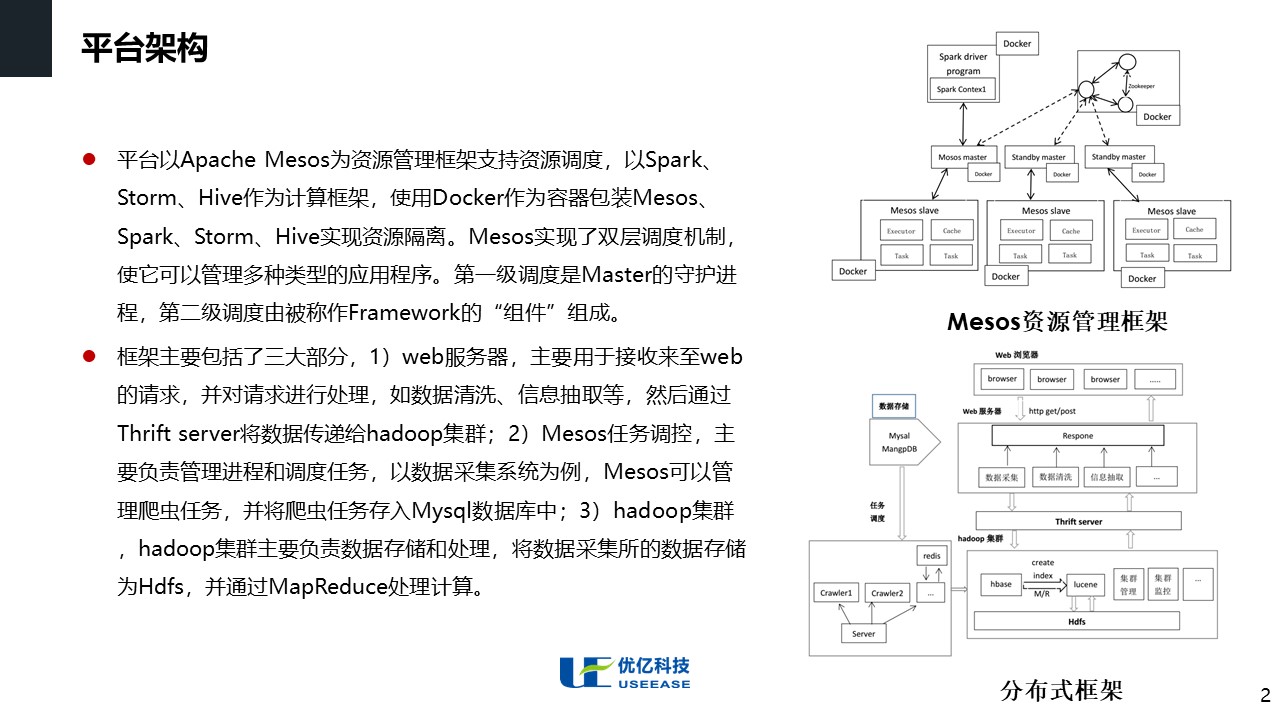 平台架构
● 平台以Apache Mesos为资源管理框架支持资源调度，以Spark、
Storm、Hive作为计算框架，使用Docker作为容器包装Mesos、
Spark、Storm、Hive实现资源隔离。Mesos实现了双层调度机制，
使它可以管理多种类型的应用程序。第一级调度是Master的守护进
程，第二级调度由被称作Framework的“组件”组成。
● 框架主要包括了三大部分，1）web服务器，主要用于接收来至web
的请求，并对请求进行处理，如数据清洗、信息抽取等，然后通过
Thrift server将数据传递给hadoop集群；2）Mesos任务调控，主
要负责管理进程和调度任务，以数据采集系统为例，Mesos可以管
理爬虫任务，并将爬虫任务存入Mysql数据库中；3）hadoop集群
，hadoop集群主要负责数据存储和处理，将数据采集所的数据存储
为Hdfs，并通过MapReduce处理计算。
Docker
Spark driver
program
Spark Contex1
Zookeeper
Docker
Mosos master
Docker
Standby master
Docker
Standby master
Docker
Mesos slave
Executor
Cache
Task
Task
Docker
Mesos slave
Executor
Cache
Task
Task
Docker
Mesos slave
Executor
Cache
Task
Task
Docker
Mesos资源管理框架
Web 浏览器
browser
browser
browser
.....
Web 服务器
http get/post
数据存储
Mysal
MangpDB
Respone
数据采集
数据清洗
信息抽取
...
任务
调度
Thrift server
hadoop 集群
redis
Crawler1
Crawler2
...
Server
hbase
create
index
M/R
lucene
集群
管理
集群
监控
...
Hdfs
分布式框架
UE 优亿科技
USEEASE
2